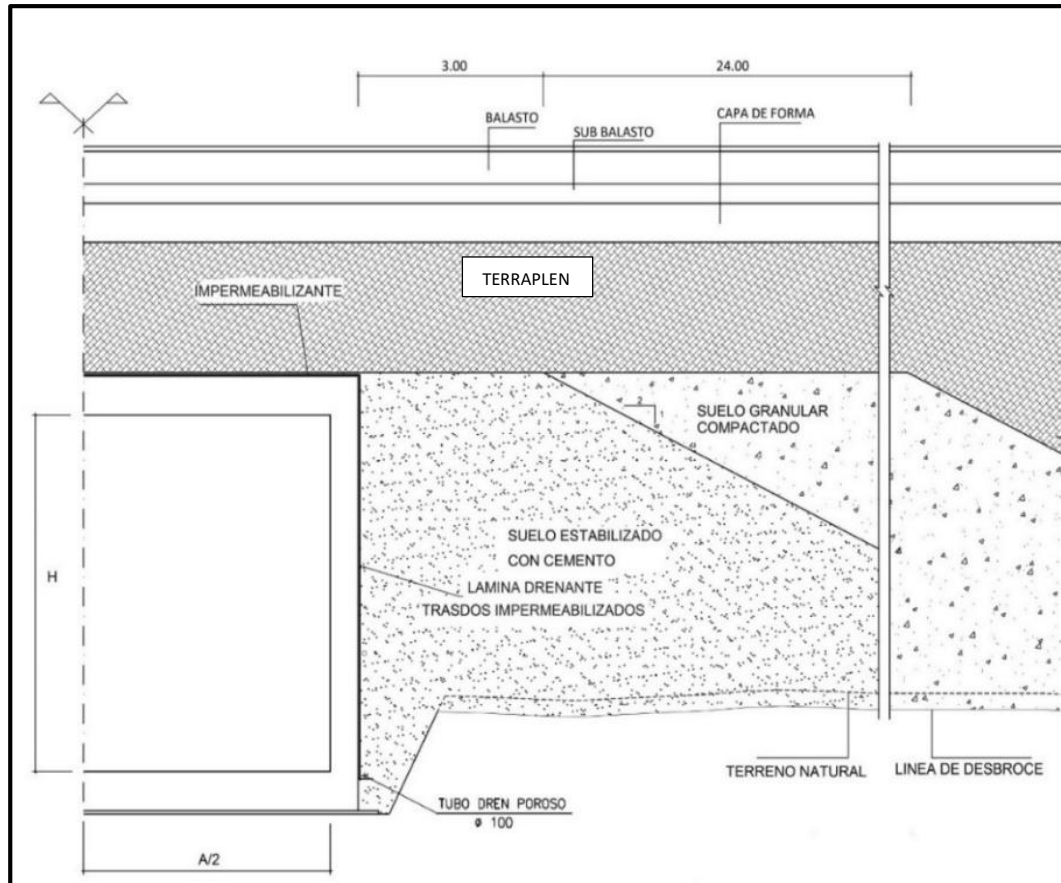 3.00
24.00
BALASTO
SUB BALASTO
CAPA DE FORMA
TERRAPLEN
IMPERMEABILIZANTE
2
1
SUELO GRANULAR
COMPACTADO
SUELO ESTABILIZADO
CON CEMENTO
LAMINA DRENANTE
TRASDOS IMPERMEABILIZADOS
H
TERRENO NATURAL
LINEA DE DESBROCE
TUBO DREN POROSO
ø 100
A/2